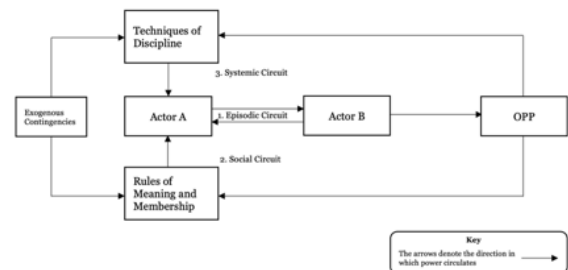 Techniques of
Discipline
3. Systemic Circuit
Exogenous
Contingencies
Actor A
1. Episodic Circuit
Actor B
OPP
2. Social Circuit
Rules of
Meaning and
Membership
Key
The arrows denote the direction in
which power circulates